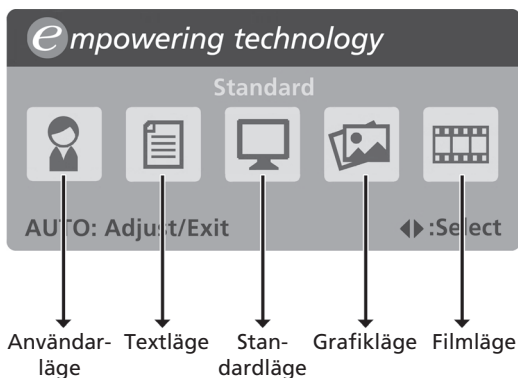 empowering technology
Standard
AUTO: Adjust/Exit :Select
Användar- Textläge Stan- Grafikläge Filmläge
läge dardläge